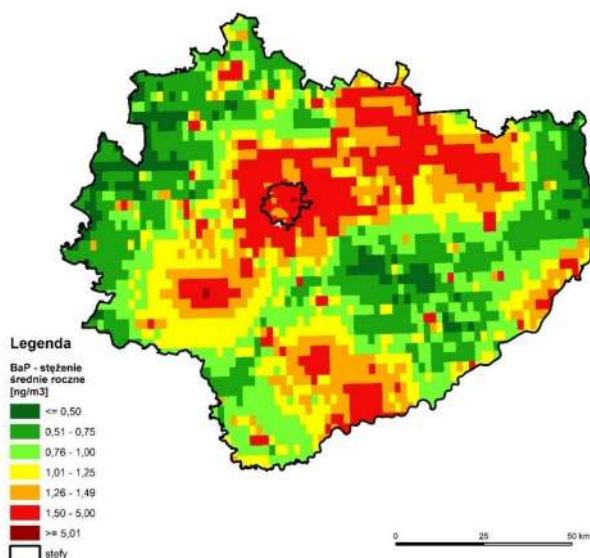 Legenda
BaP - stężenie
średnie roczne
[ng/m3]
<= 0,50
0,51 - 0,75
0,76 - 1,00
1,01 - 1,25
1,26 - 1,49
1,50 - 5,00
>= 5,01
stefy
0 25 50 km